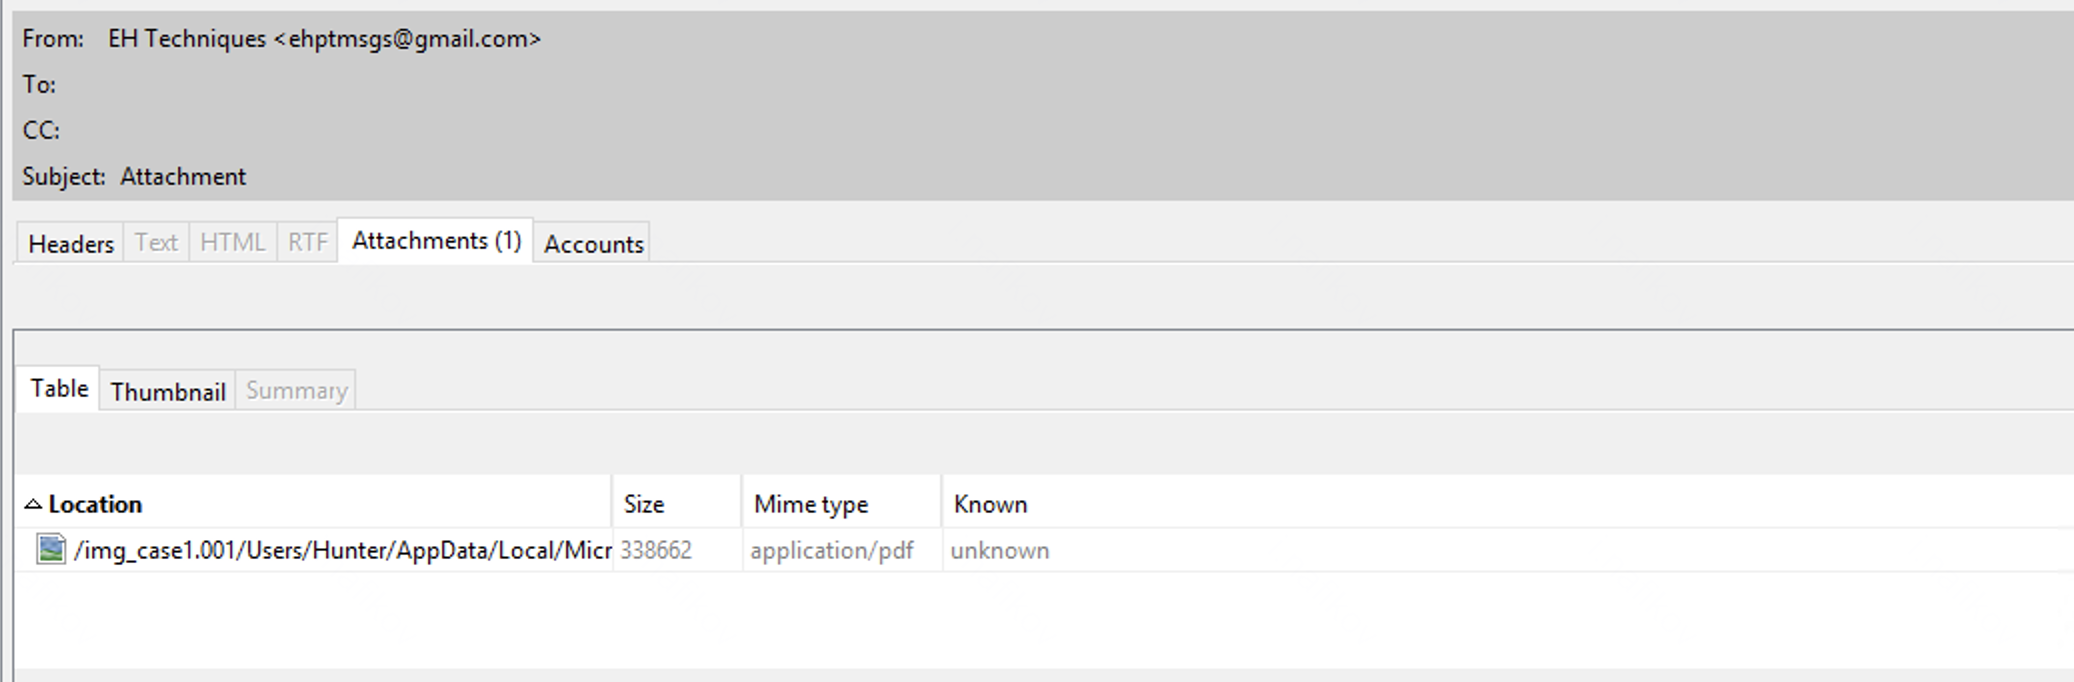 From: EH Techniques <ehptmsgs@gmail.com>
To:
CC:
Subject: Attachment
Headers Text HTML RTF Attachments (1) Accounts
Table Thumbnail Summary
Location Size Mime type Known
/img_case1.001/Users/Hunter/AppData/Local/Micr 338662 application/pdf unknown